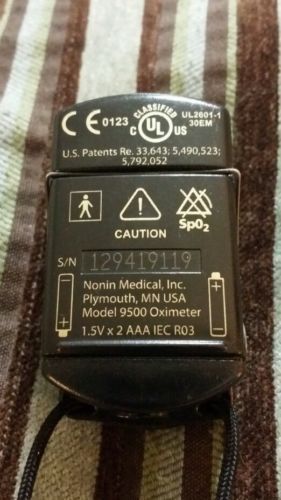 CE 0123
CLASSIFIED
C UL US
UL2601-1
30EM
U.S. Patents Re. 33,643; 5,490,523;
5,792,052
CAUTION
SpO2
S/N 129419119
Nonin Medical, Inc.
Plymouth, MN USA
Model 9500 Oximeter
1.5V x 2 AAA IEC R03